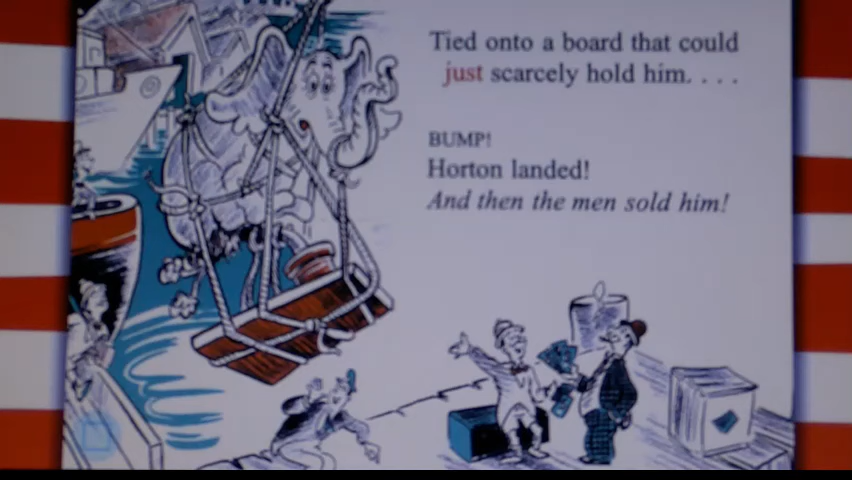 Tied onto a board that could
just scarcely hold him. . . .
BUMP!
Horton landed!
And then the men sold him!